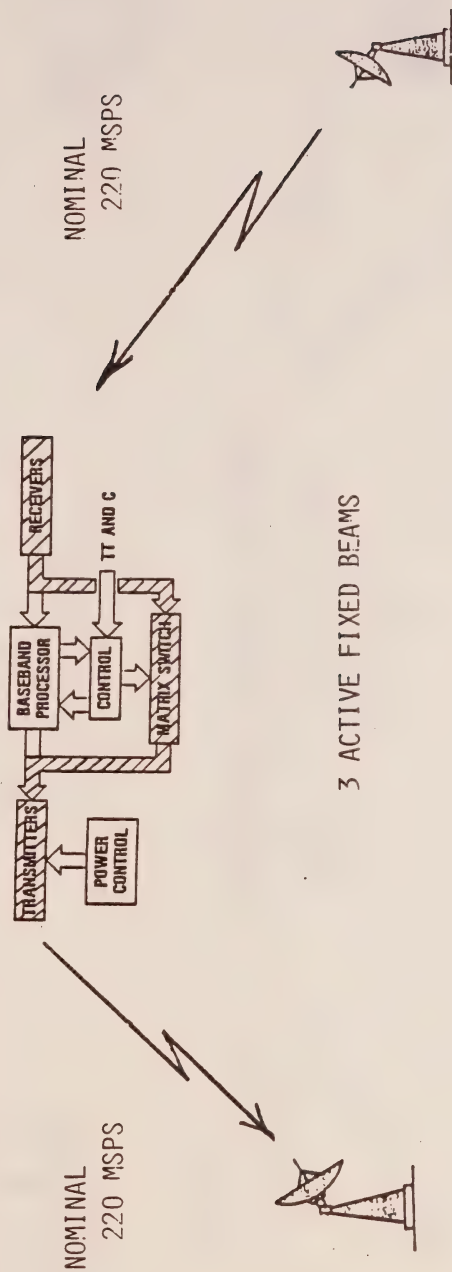 NOMINAL
220 MSPS
TRANSMITTERS
POWER
CONTROL
BASEBAND
PROCESSOR
CONTROL
MATRIX SWITCH
RECEIVERS
TT AND C
NOMINAL
220 MSPS
3 ACTIVE FIXED BEAMS